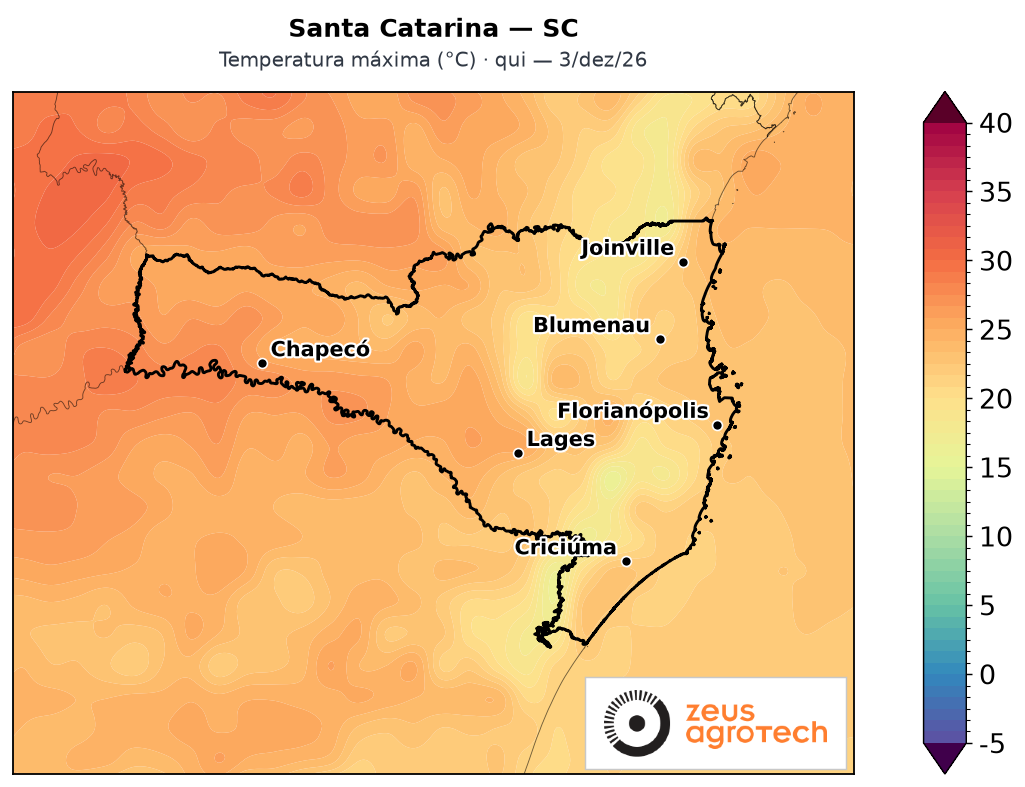 Santa Catarina — SC
Temperatura máxima (°C) · qui — 3/dez/26
40
35
30
25
20
15
10
5
0
-5
Joinville
Blumenau
Chapecó
Florianópolis
Lages
Criciúma
zeus
agrotech